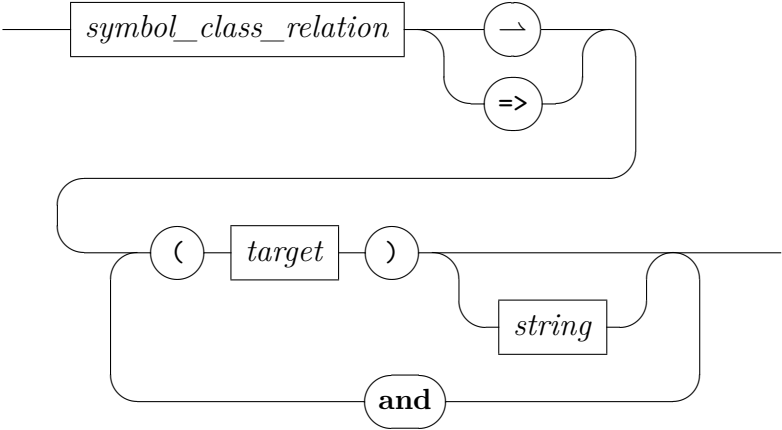 symbol_class_relation ⇀
=>
( target )
string
and